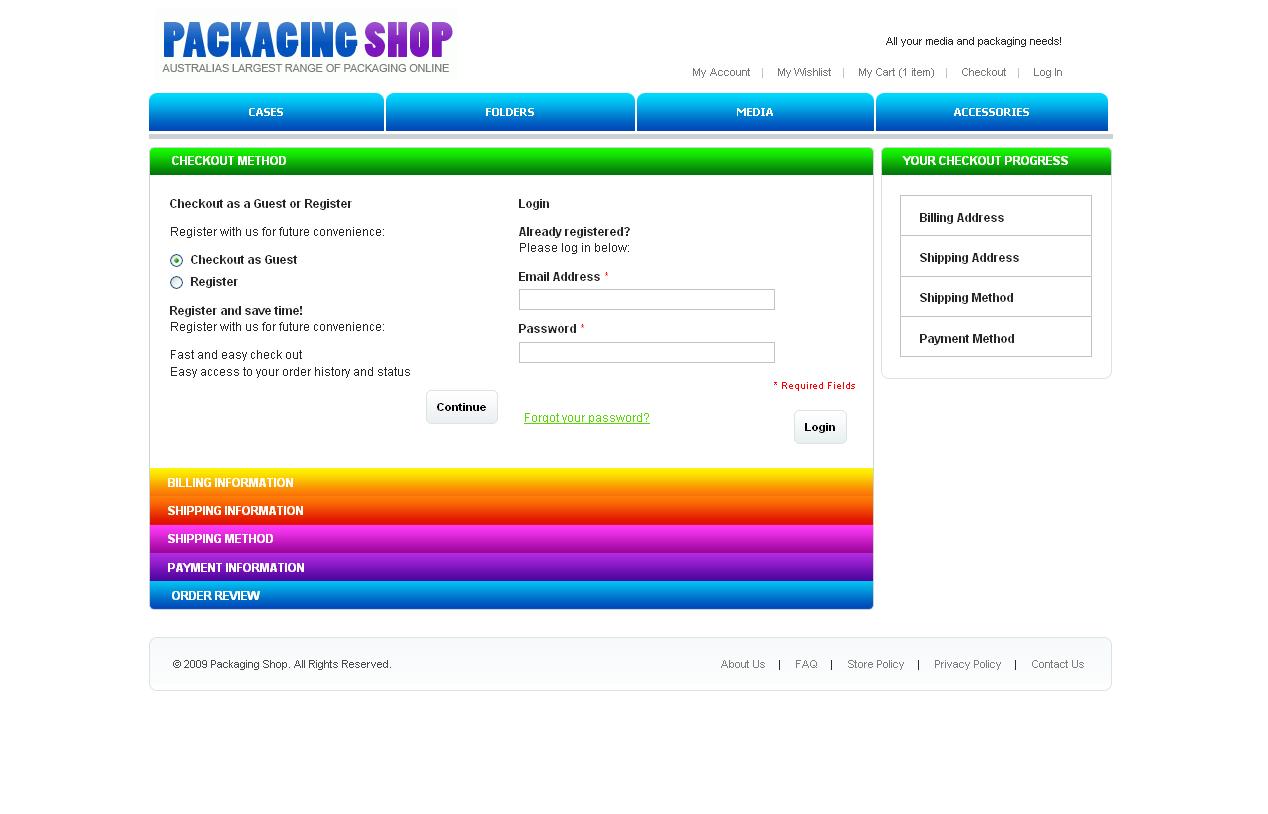 PACKAGING SHOP
AUSTRALIAS LARGEST RANGE OF PACKAGING ONLINE
All your media and packaging needs!
My Account | My Wishlist | My Cart (1 item) | Checkout | Log In
CASES
FOLDERS
MEDIA
ACCESSORIES
CHECKOUT METHOD
Checkout as a Guest or Register
Register with us for future convenience:
Checkout as Guest
Register
Register and save time!
Register with us for future convenience:
Fast and easy check out
Easy access to your order history and status
Continue
Login
Already registered?
Please log in below:
Email Address *
Password *
* Required Fields
Forgot your password?
Login
BILLING INFORMATION
SHIPPING INFORMATION
SHIPPING METHOD
PAYMENT INFORMATION
ORDER REVIEW
YOUR CHECKOUT PROGRESS
Billing Address
Shipping Address
Shipping Method
Payment Method
© 2009 Packaging Shop. All Rights Reserved.
About Us | FAQ | Store Policy | Privacy Policy | Contact Us